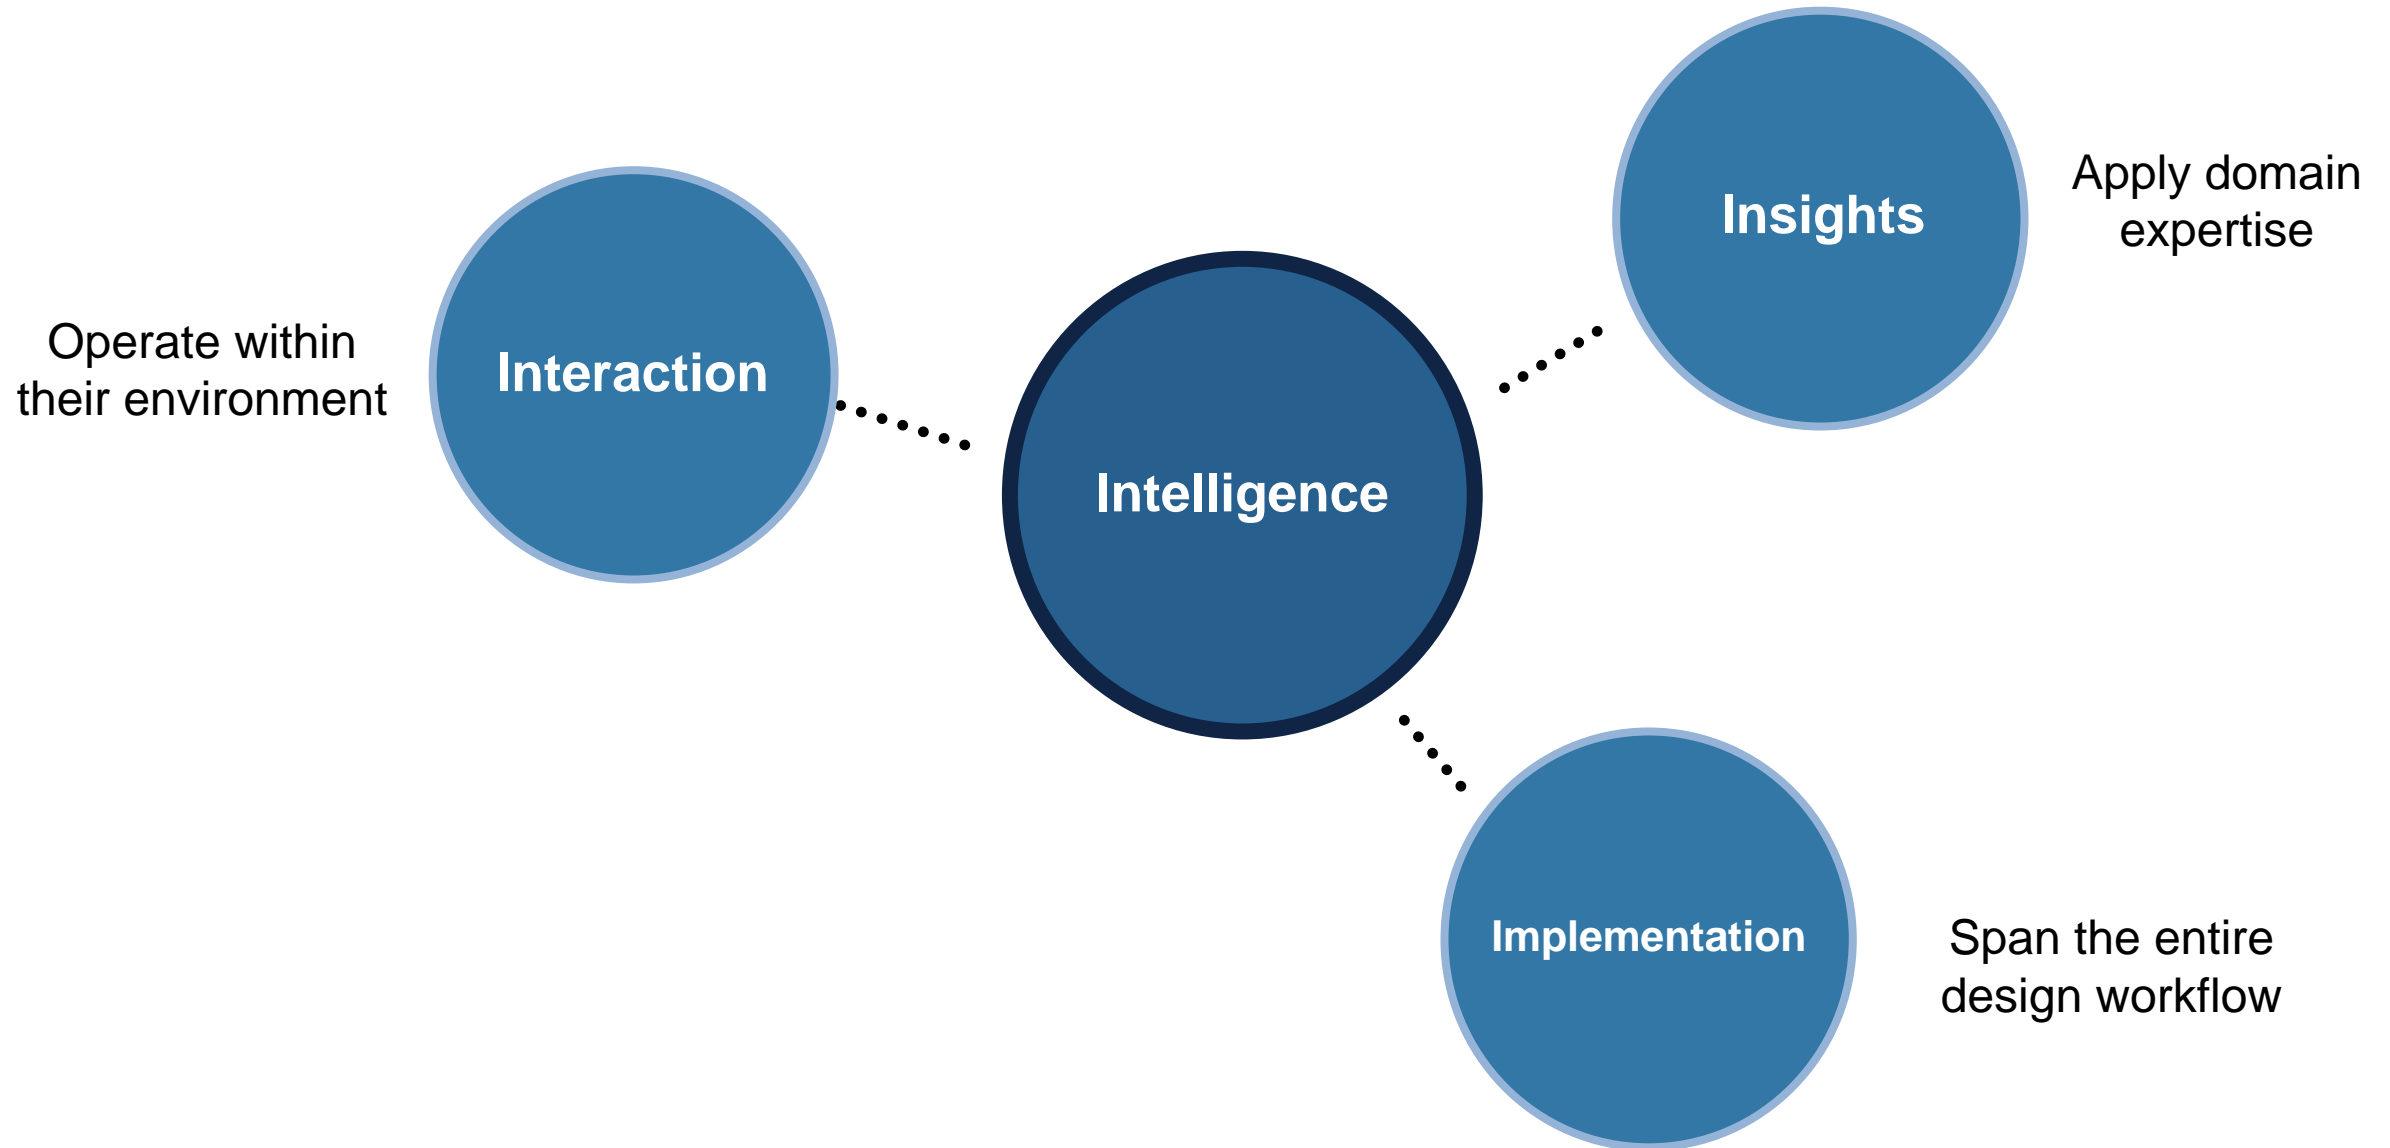 Operate within
their environment
Interaction
Intelligence
Insights
Apply domain
expertise
Implementation
Span the entire
design workflow